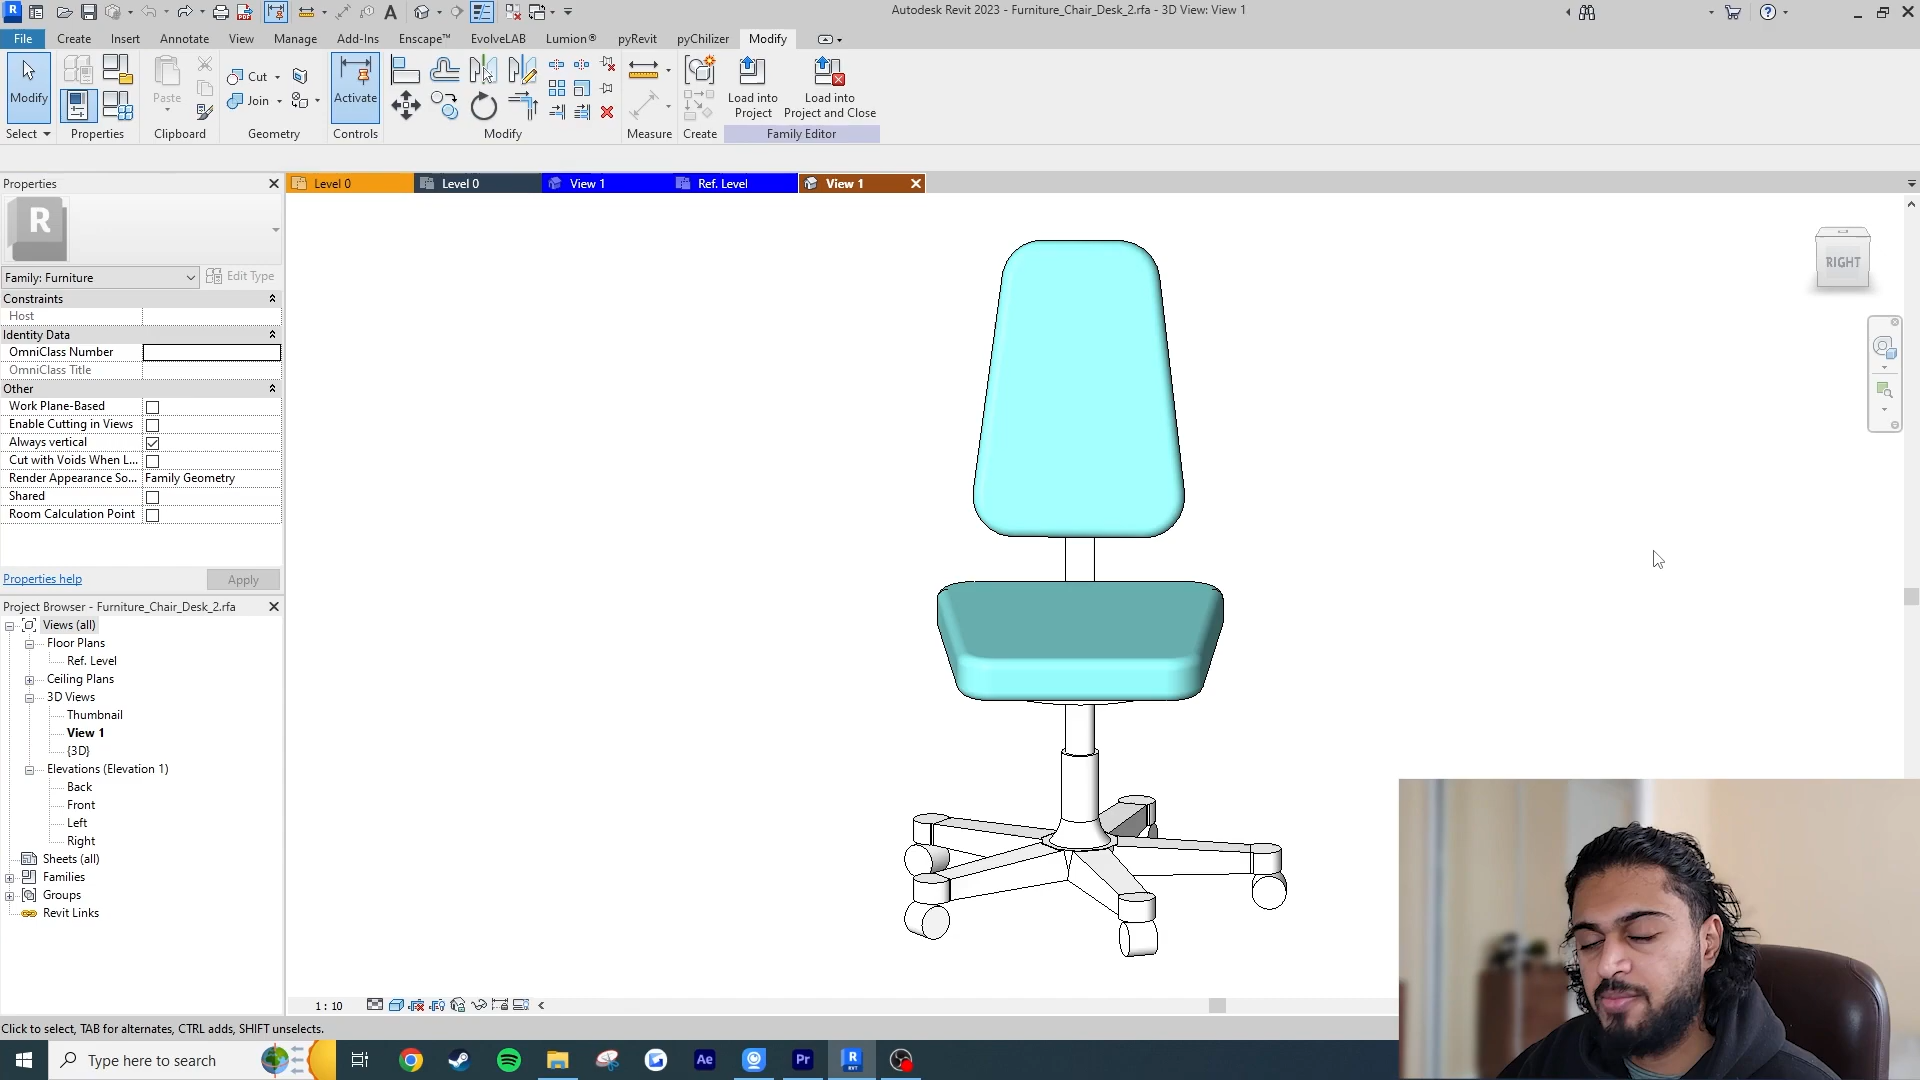 Autodesk Revit 2023 - Furniture_Chair_Desk_2.rfa - 3D View: View 1
File Create Insert Annotate View Manage Add-Ins Enscape™ EvolveLAB Lumion® pyRevit pyChilizer Modify
Modify
Paste
Cut
Join
Activate
Load into Project
Load into Project and Close
Select Properties Clipboard Geometry Controls Modify Measure Create Family Editor
Properties
Level 0 Level 0 View 1 Ref. Level View 1
R
RIGHT
Family: Furniture
Edit Type
Constraints
Host
Identity Data
OmniClass Number
OmniClass Title
Other
Work Plane-Based
Enable Cutting in Views
Always vertical
Cut with Voids When L...
Render Appearance So... Family Geometry
Shared
Room Calculation Point
Properties help
Apply
Project Browser - Furniture_Chair_Desk_2.rfa
Views (all)
Floor Plans
Ref. Level
Ceiling Plans
3D Views
Thumbnail
View 1
{3D}
Elevations (Elevation 1)
Back
Front
Left
Right
Sheets (all)
Families
Groups
Revit Links
1 : 10
Click to select, TAB for alternates, CTRL adds, SHIFT unselects.
Type here to search
Ae
Pr
R
RVT